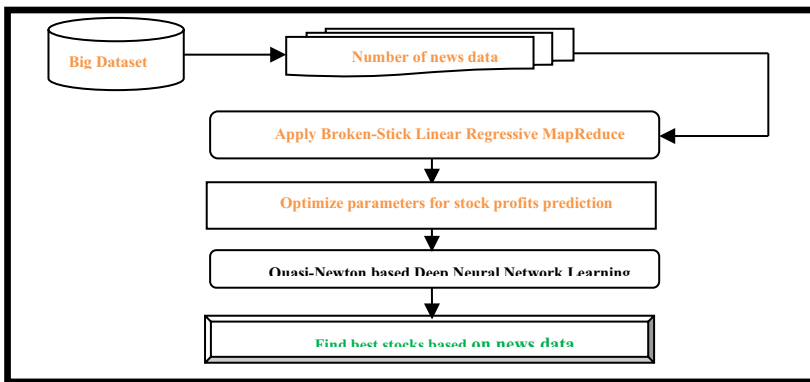 Big Dataset
Number of news data
Apply Broken-Stick Linear Regressive MapReduce
Optimize parameters for stock profits prediction
Quasi-Newton based Deep Neural Network Learning
Find best stocks based on news data